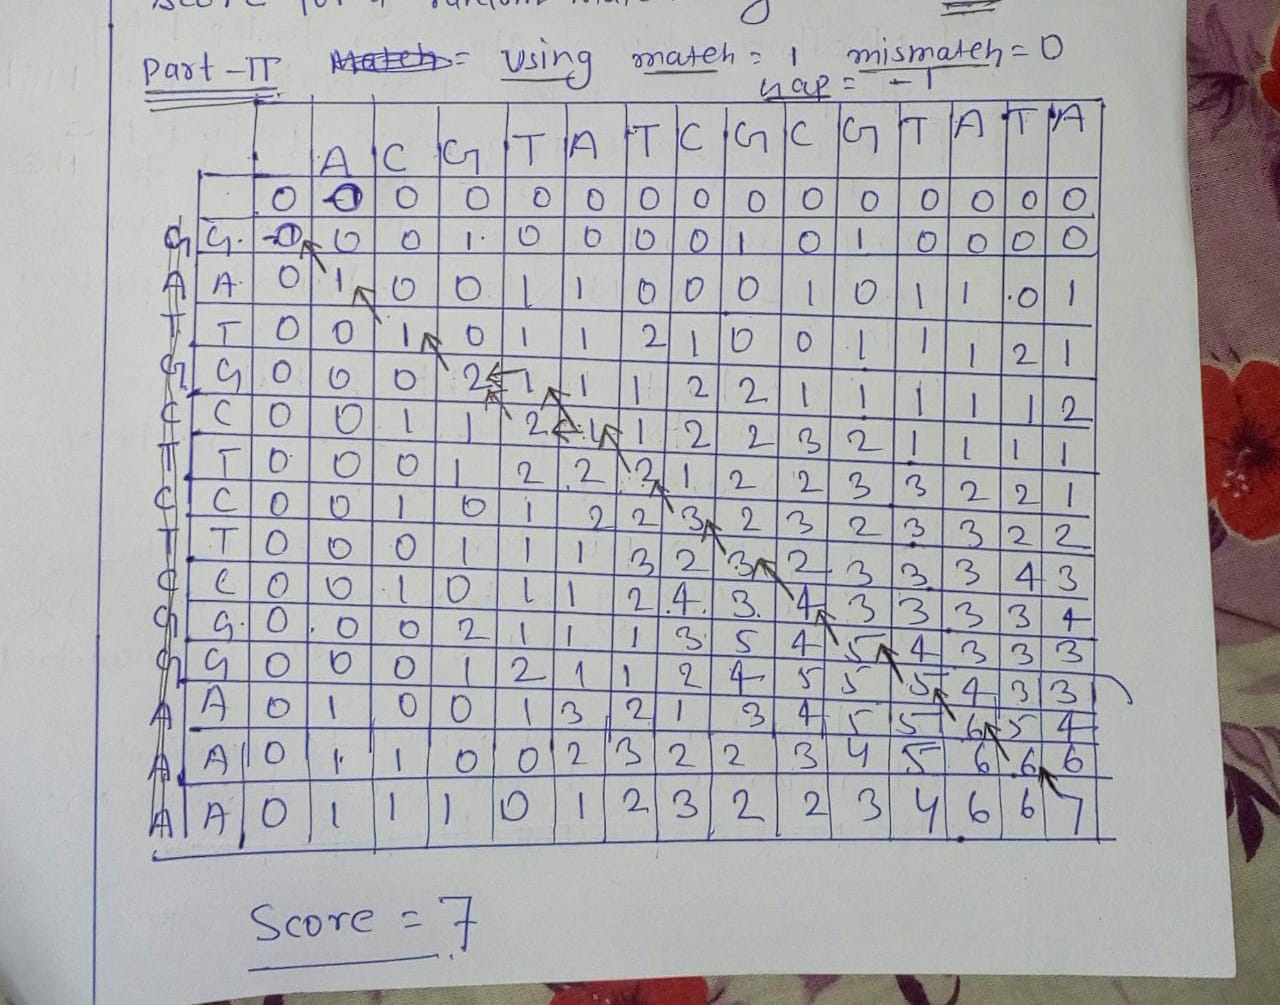 Part-II Match = using match = 1 mismatch = 0
gap = -1
A C G T A T C G C G T A T A
0 0 0 0 0 0 0 0 0 0 0 0 0 0 0
G G. 0 0 0 1. 0 0 0 0 1 0 1 0 0 0 0
A A. 0 1 0 0 1 1 0 0 0 1 0 1 1 .0 1
T T 0 0 1 0 1 1 2 1 0 0 1 1 1 2 1
G G 0 0 0 2 1 1 1 2 2 1 1 1 1 1 2
C C 0 0 1 1 2 1 1 2 2 3 2 1 1 1 1
T T 0 0 0 1 2 2 2 1 2 2 3 3 2 2 1
C C 0 0 1 0 1 2 2 3 2 3 2 3 3 2 2
T T 0 0 0 1 1 1 3 2 3 2 3 3 3 4 3
C C 0 0 1 0 1 1 2 4. 3. 4 3 3 3 3 4
G G. 0. 0 0 2 1 1 1 3 5 4 5 4 3 3 3
G G 0 0 0 1 2 1 1 2 4 5 5 5 4 3 3
A A 0 1 0 0 1 3 2 1 3 4 5 5 6 5 4
A A 0 1 1 0 0 2 3 2 2 3 4 5 6 6 6
A A 0 1 1 1 0 1 2 3 2 2 3 4 6 6 7
Score = 7